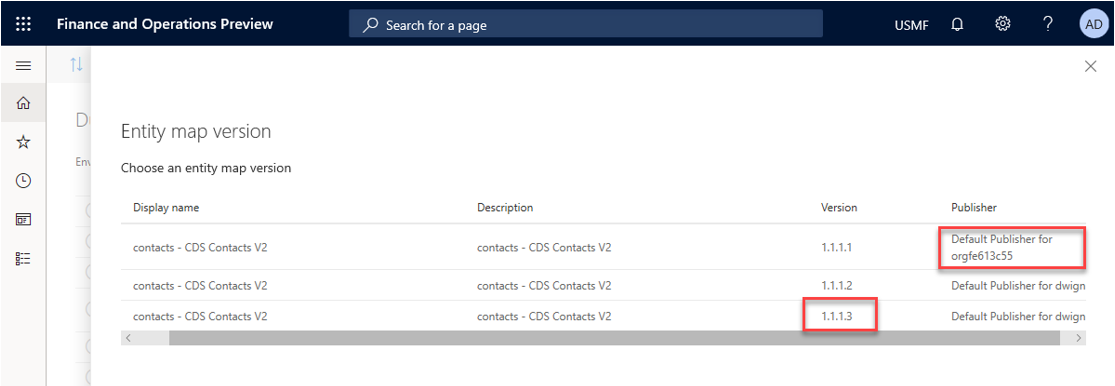 Finance and Operations Preview
Search for a page
USMF
?
AD
Entity map version
Env
Choose an entity map version
Display name Description Version Publisher
contacts - CDS Contacts V2 contacts - CDS Contacts V2 1.1.1.1 Default Publisher for
orgfe613c55
contacts - CDS Contacts V2 contacts - CDS Contacts V2 1.1.1.2 Default Publisher for dwign
contacts - CDS Contacts V2 contacts - CDS Contacts V2 1.1.1.3 Default Publisher for dwign